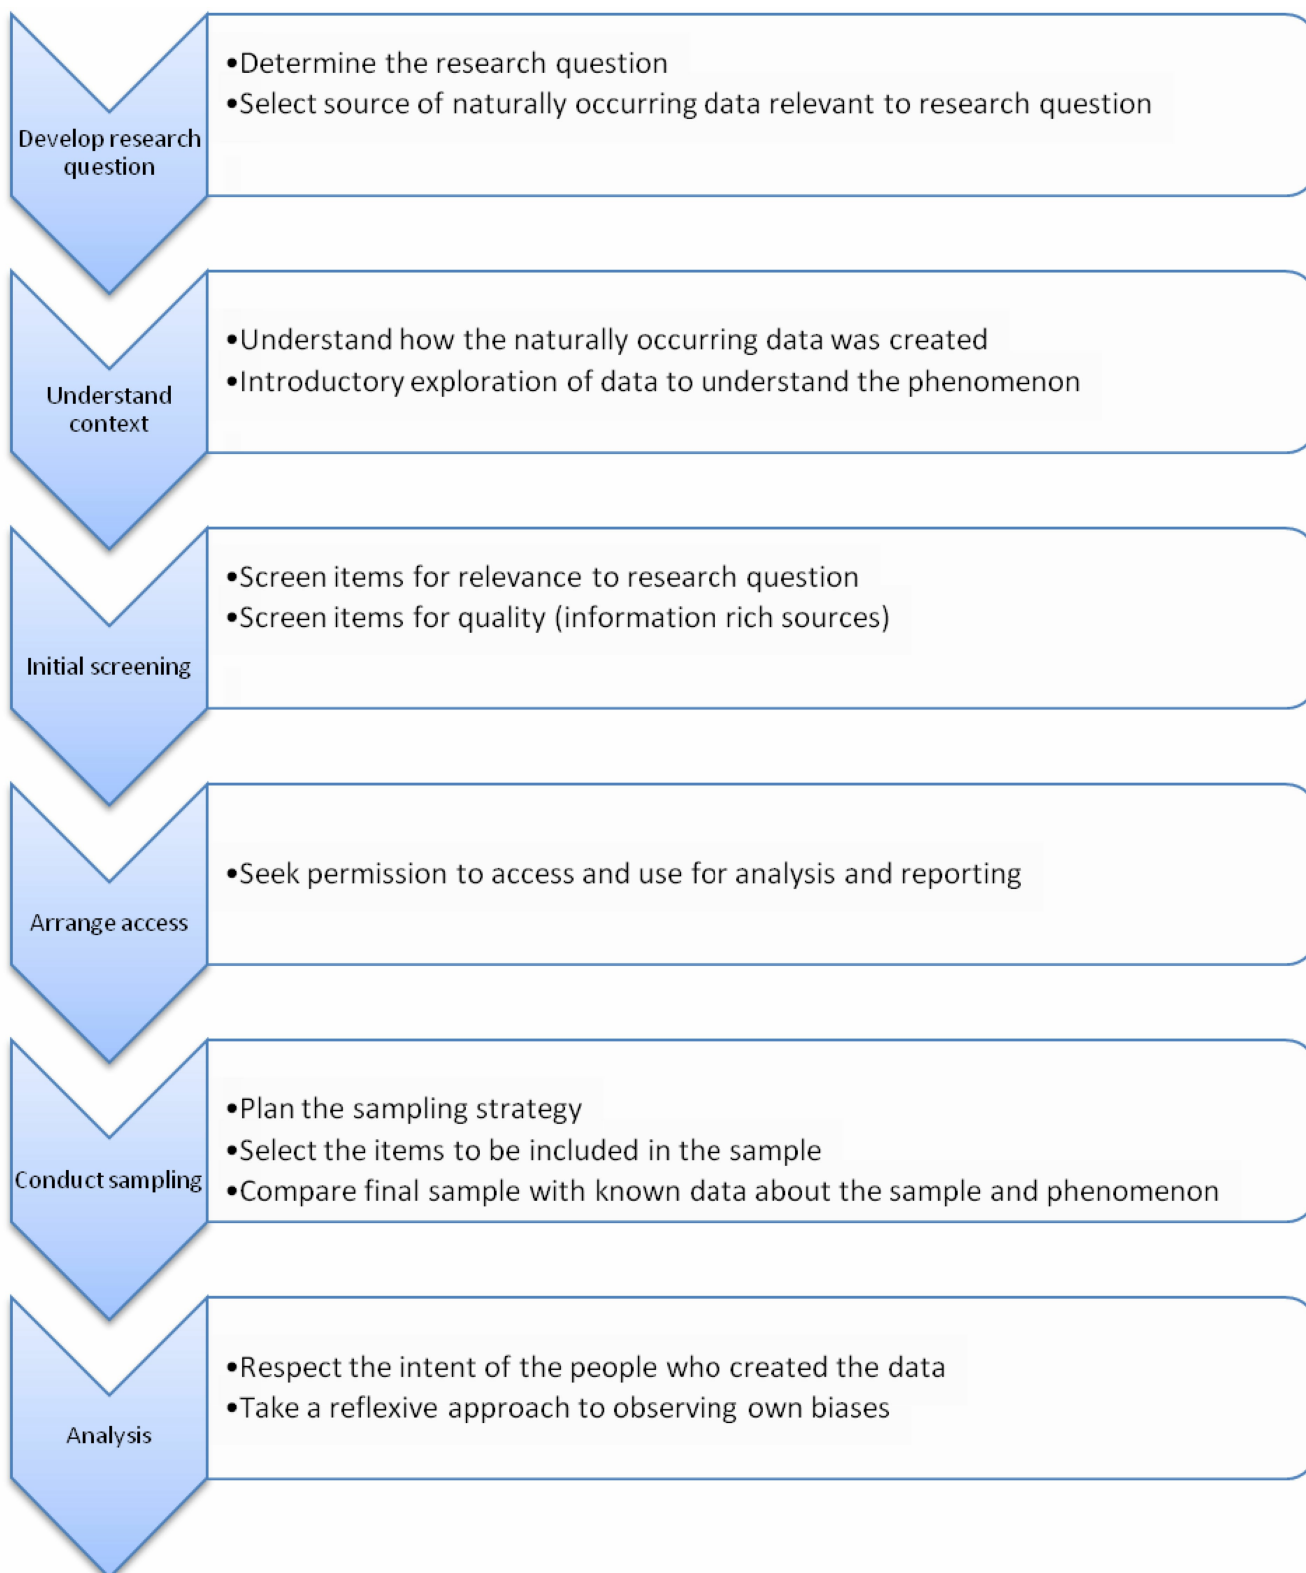 Develop research
question
•Determine the research question
•Select source of naturally occurring data relevant to research question
Understand
context
•Understand how the naturally occurring data was created
•Introductory exploration of data to understand the phenomenon
Initial screening
•Screen items for relevance to research question
•Screen items for quality (information rich sources)
Arrange access
•Seek permission to access and use for analysis and reporting
Conduct sampling
•Plan the sampling strategy
•Select the items to be included in the sample
•Compare final sample with known data about the sample and phenomenon
Analysis
•Respect the intent of the people who created the data
•Take a reflexive approach to observing own biases